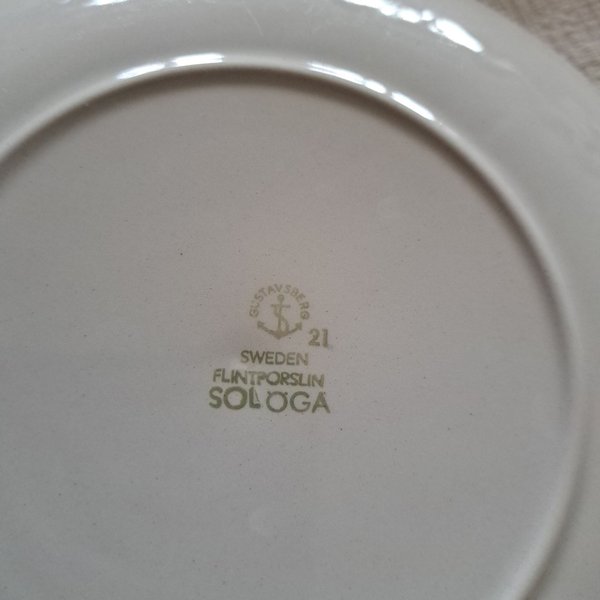 GUSTAVSBERG
21
SWEDEN
FLINTPORSLIN
SOLÖGA